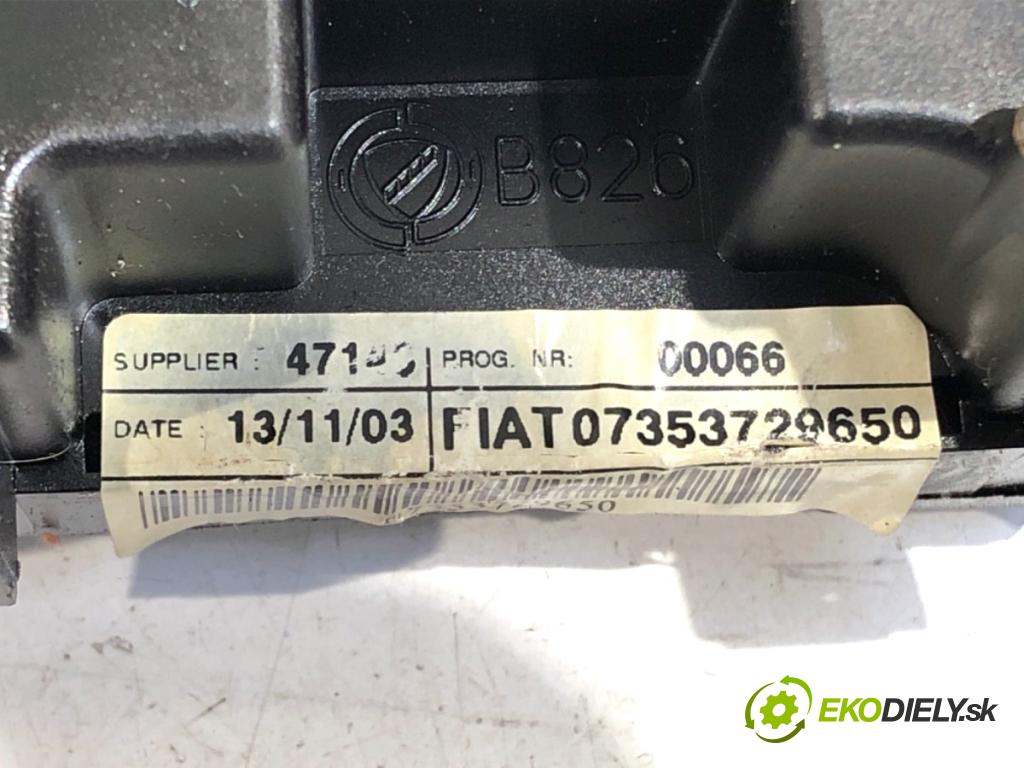 B826
SUPPLIER : PROG. NR: 00066
DATE : 13/11/03 FIAT07353729650
EKODIELY.sk